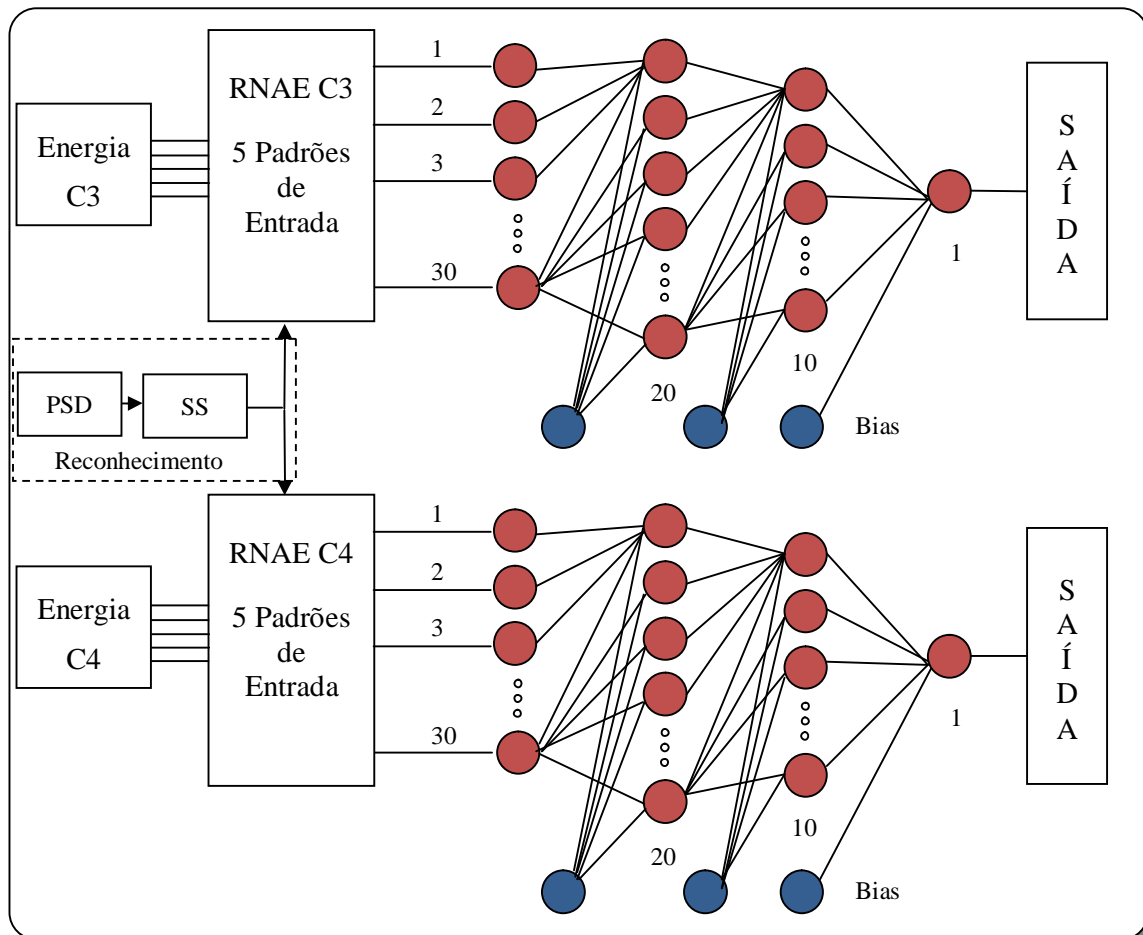 Energia
C3
RNAE C3
5 Padrões
de
Entrada
1
2
3
30
20
10
1
Bias
S
A
Í
D
A
PSD
SS
Reconhecimento
Energia
C4
RNAE C4
5 Padrões
de
Entrada
1
2
3
30
20
10
1
Bias
S
A
Í
D
A